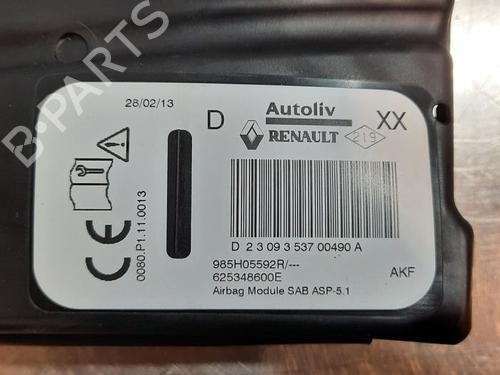 B-PARTS
28/02/13
D
Autoliv
XX
RENAULT
219
0080.P1.11.0013
CE
D 2 3 09 3 537 00490 A
985H05592R/---
625348600E
AKF
Airbag Module SAB ASP-5.1